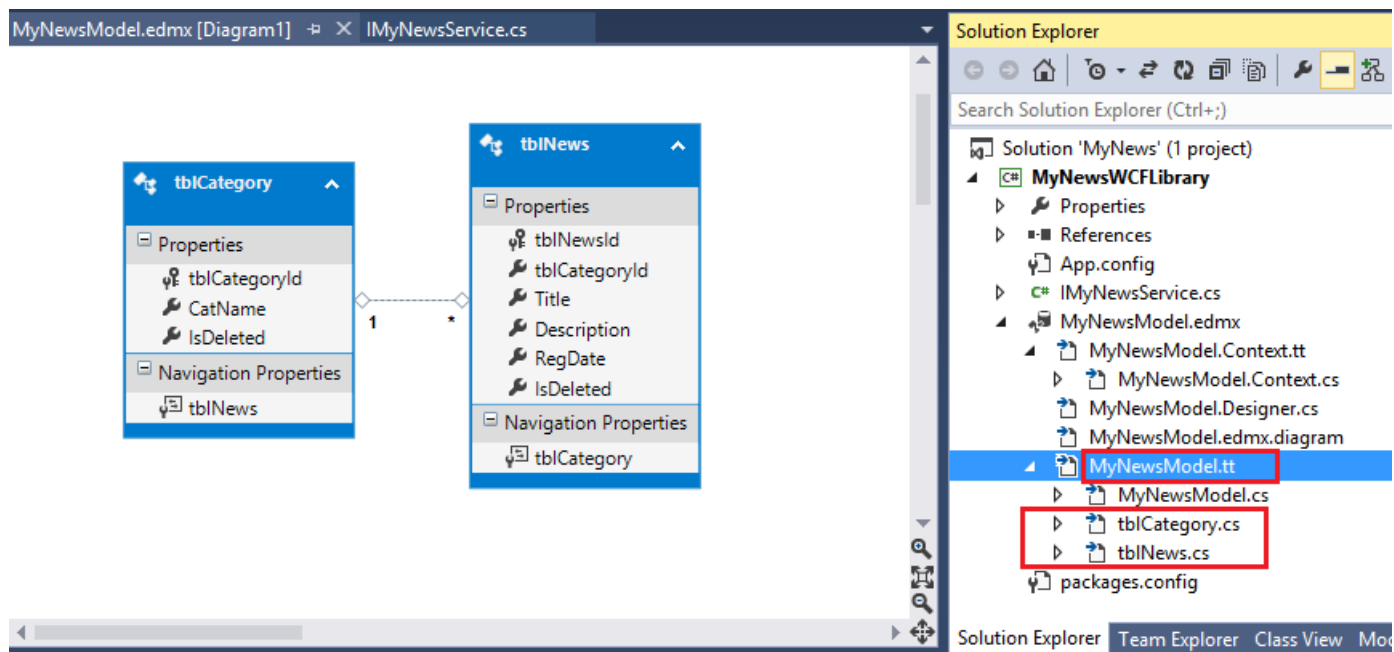 MyNewsModel.edmx [Diagram1]
IMyNewsService.cs
tblCategory
Properties
tblCategoryId
CatName
IsDeleted
Navigation Properties
tblNews
1
*
tblNews
Properties
tblNewsId
tblCategoryId
Title
Description
RegDate
IsDeleted
Navigation Properties
tblCategory
Solution Explorer
Search Solution Explorer (Ctrl+;)
Solution 'MyNews' (1 project)
C# MyNewsWCFLibrary
Properties
References
App.config
C# IMyNewsService.cs
MyNewsModel.edmx
MyNewsModel.Context.tt
MyNewsModel.Context.cs
MyNewsModel.Designer.cs
MyNewsModel.edmx.diagram
MyNewsModel.tt
MyNewsModel.cs
tblCategory.cs
tblNews.cs
packages.config
Solution Explorer Team Explorer Class View